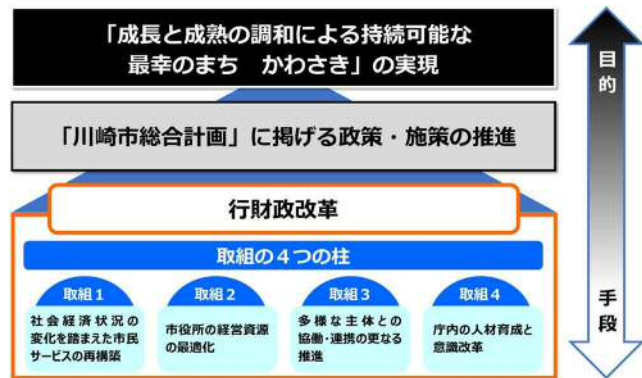 「成長と成熟の調和による持続可能な
最幸のまち　かわさき」の実現
「川崎市総合計画」に掲げる政策・施策の推進
行財政改革
取組の４つの柱
取組１
社会経済状況の
変化を踏まえた市民
サービスの再構築
取組２
市役所の経営資源
の最適化
取組３
多様な主体との
協働・連携の更なる
推進
取組４
庁内の人材育成と
意識改革
目的
手段